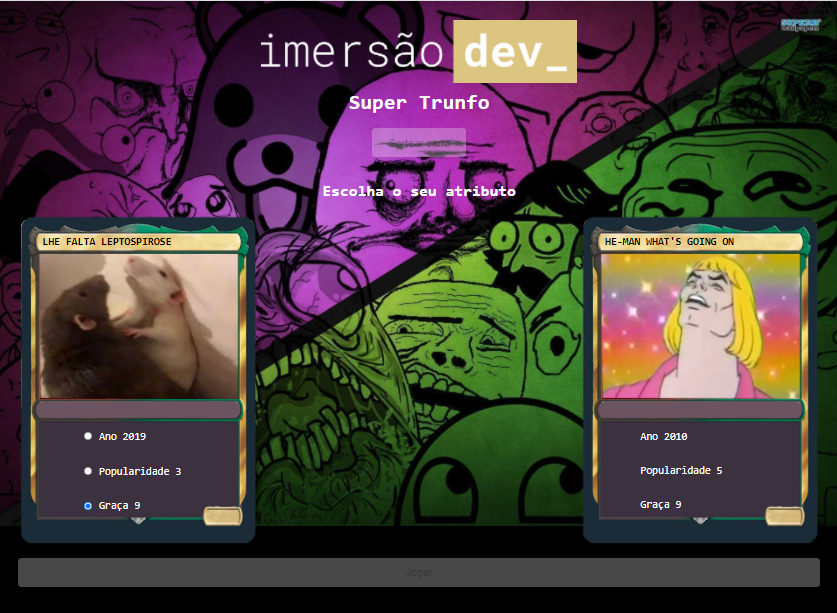 imersão dev_
Super Trunfo
Sortear carta
Escolha o seu atributo
LHE FALTA LEPTOSPIROSE
Ano 2019
Popularidade 3
Graça 9
HE-MAN WHAT'S GOING ON
Ano 2010
Popularidade 5
Graça 9
Jogar